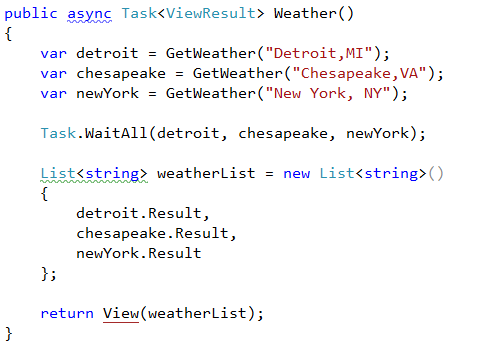 public async Task<ViewResult> Weather()
{
    var detroit = GetWeather("Detroit,MI");
    var chesapeake = GetWeather("Chesapeake,VA");
    var newYork = GetWeather("New York, NY");

    Task.WaitAll(detroit, chesapeake, newYork);

    List<string> weatherList = new List<string>()
    {
        detroit.Result,
        chesapeake.Result,
        newYork.Result
    };

    return View(weatherList);
}